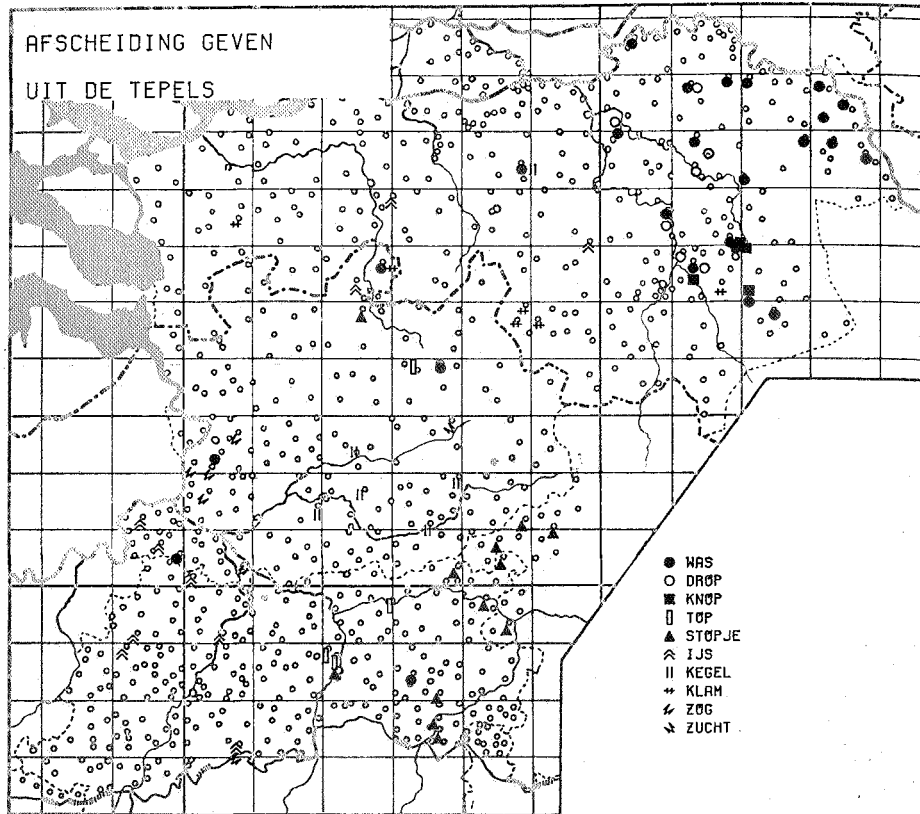 AFSCHEIDING GEVEN
UIT DE TEPELS
WAS
DROP
KNOP
TOP
STOPJE
IJS
KEGEL
KLAM
ZOG
ZUCHT